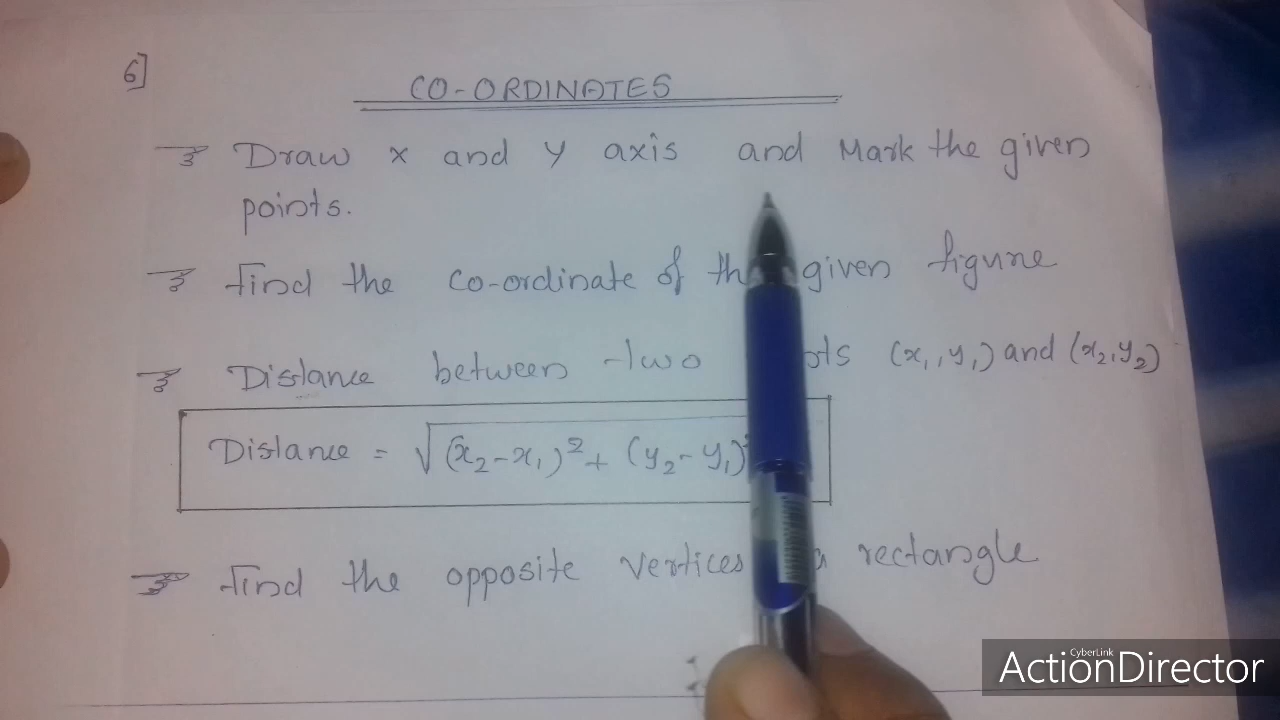 6]
CO-ORDINATES
Draw x and y axis and Mark the given
points.
find the co-ordinate of given figure
Distance between two (x₁, y₁) and (x₂, y₂)
Distance = √(x₂-x₁)²+ (y₂-y₁)
find the opposite vertices rectangle
CyberLink
ActionDirector